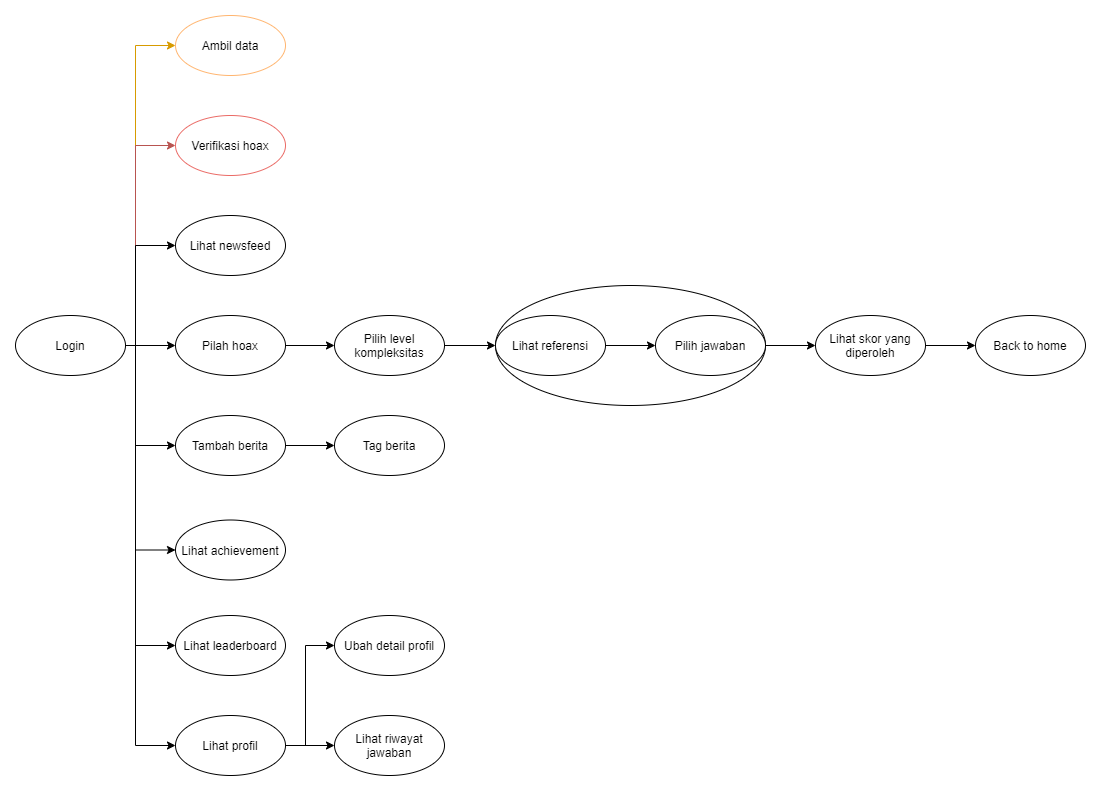 Ambil data
Verifikasi hoax
Lihat newsfeed
Login
Pilah hoax
Pilih level
kompleksitas
Lihat referensi
Pilih jawaban
Lihat skor yang
diperoleh
Back to home
Tambah berita
Tag berita
Lihat achievement
Lihat leaderboard
Ubah detail profil
Lihat profil
Lihat riwayat
jawaban